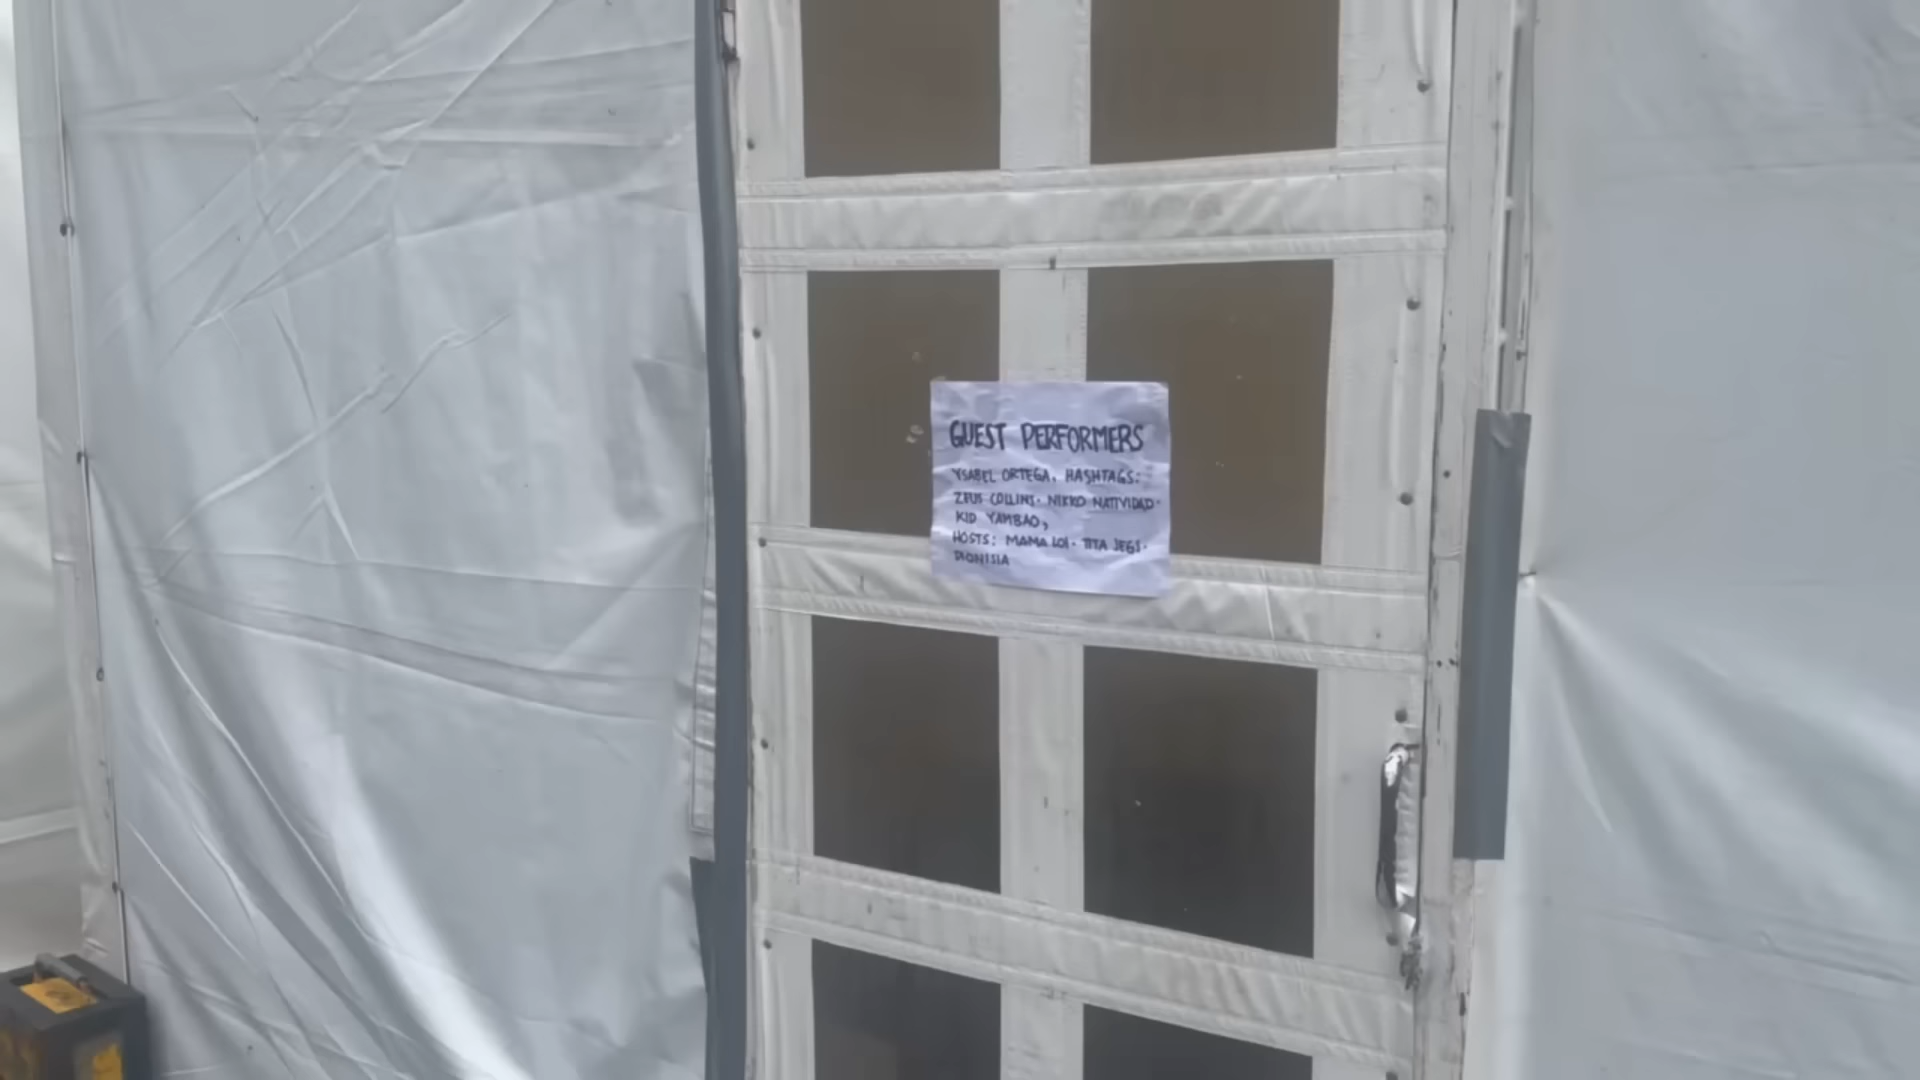 GUEST PERFORMERS
YSABEL ORTEGA, HASHTAGS:
ZEUS COLLINS · NIKKO NATIVIDAD ·
KID YAMBAO,
HOSTS: MAMA LOI · TITA JEGS ·
DIONISIA